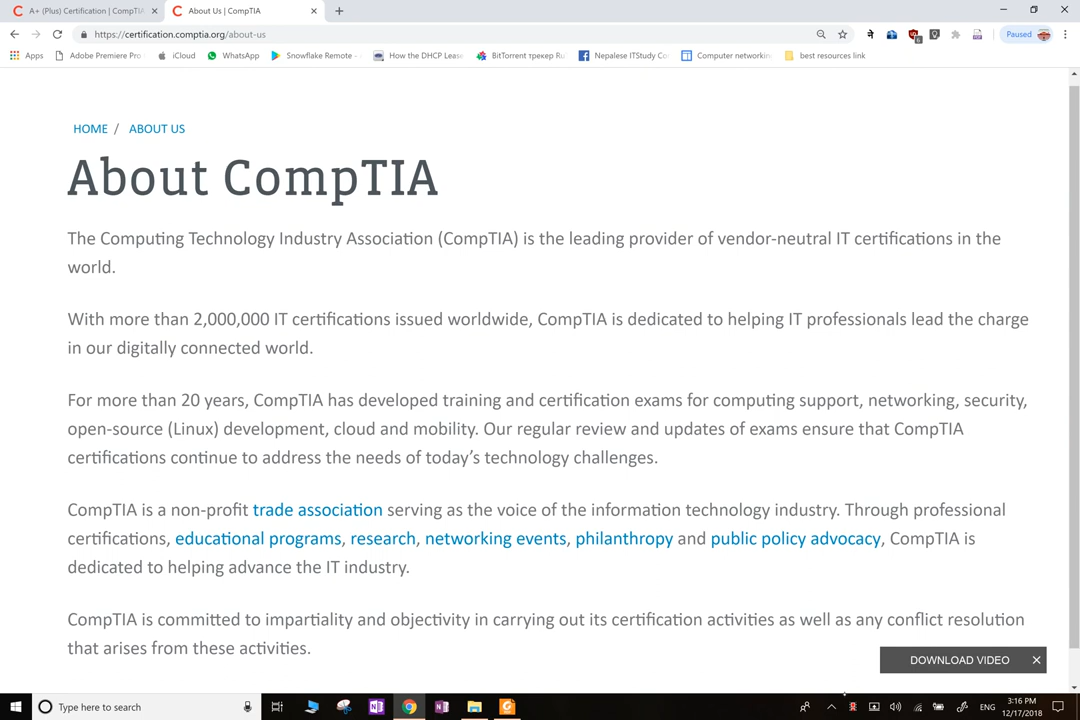 A+ (Plus) Certification | CompTIA
About Us | CompTIA
https://certification.comptia.org/about-us
Paused
Apps
Adobe Premiere Pro
iCloud
WhatsApp
Snowflake Remote -
How the DHCP Lease
BitTorrent трекер Ru
Nepalese ITStudy Co
Computer networkin
best resources link
HOME / ABOUT US
About CompTIA
The Computing Technology Industry Association (CompTIA) is the leading provider of vendor-neutral IT certifications in the
world.
With more than 2,000,000 IT certifications issued worldwide, CompTIA is dedicated to helping IT professionals lead the charge
in our digitally connected world.
For more than 20 years, CompTIA has developed training and certification exams for computing support, networking, security,
open-source (Linux) development, cloud and mobility. Our regular review and updates of exams ensure that CompTIA
certifications continue to address the needs of today’s technology challenges.
CompTIA is a non-profit trade association serving as the voice of the information technology industry. Through professional
certifications, educational programs, research, networking events, philanthropy and public policy advocacy, CompTIA is
dedicated to helping advance the IT industry.
CompTIA is committed to impartiality and objectivity in carrying out its certification activities as well as any conflict resolution
that arises from these activities.
DOWNLOAD VIDEO
Type here to search
ENG
3:16 PM
12/17/2018